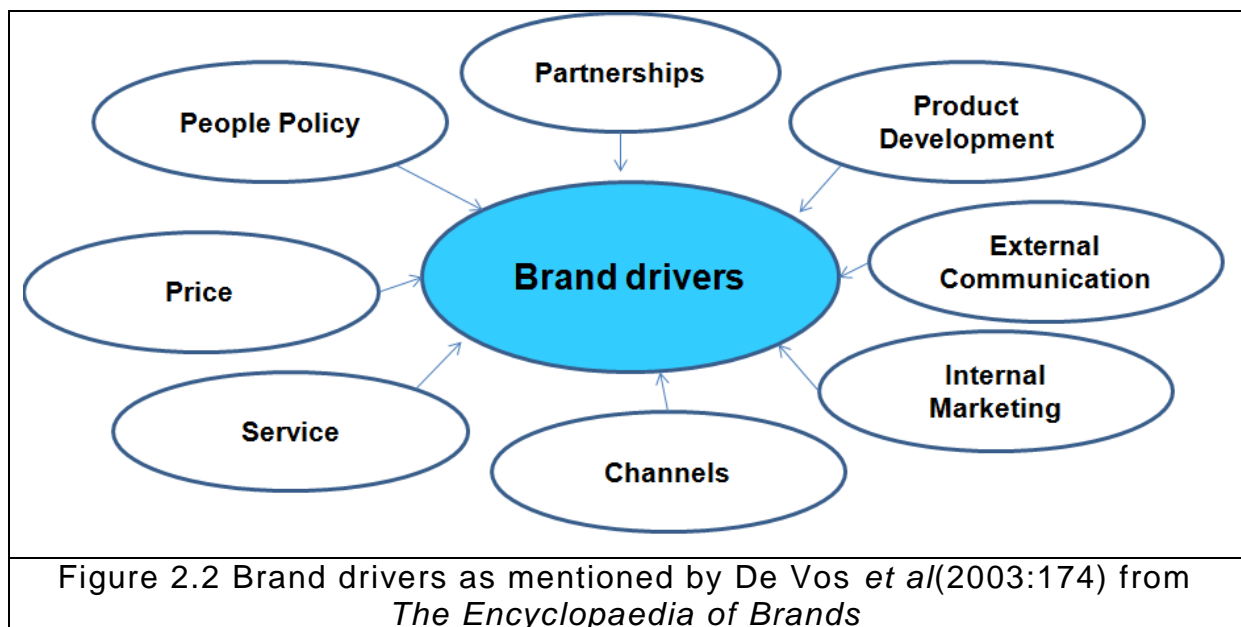 Partnerships
People Policy
Product
Development
External
Communication
Brand drivers
Price
Internal
Marketing
Service
Channels
Figure 2.2 Brand drivers as mentioned by De Vos et al(2003:174) from
The Encyclopaedia of Brands